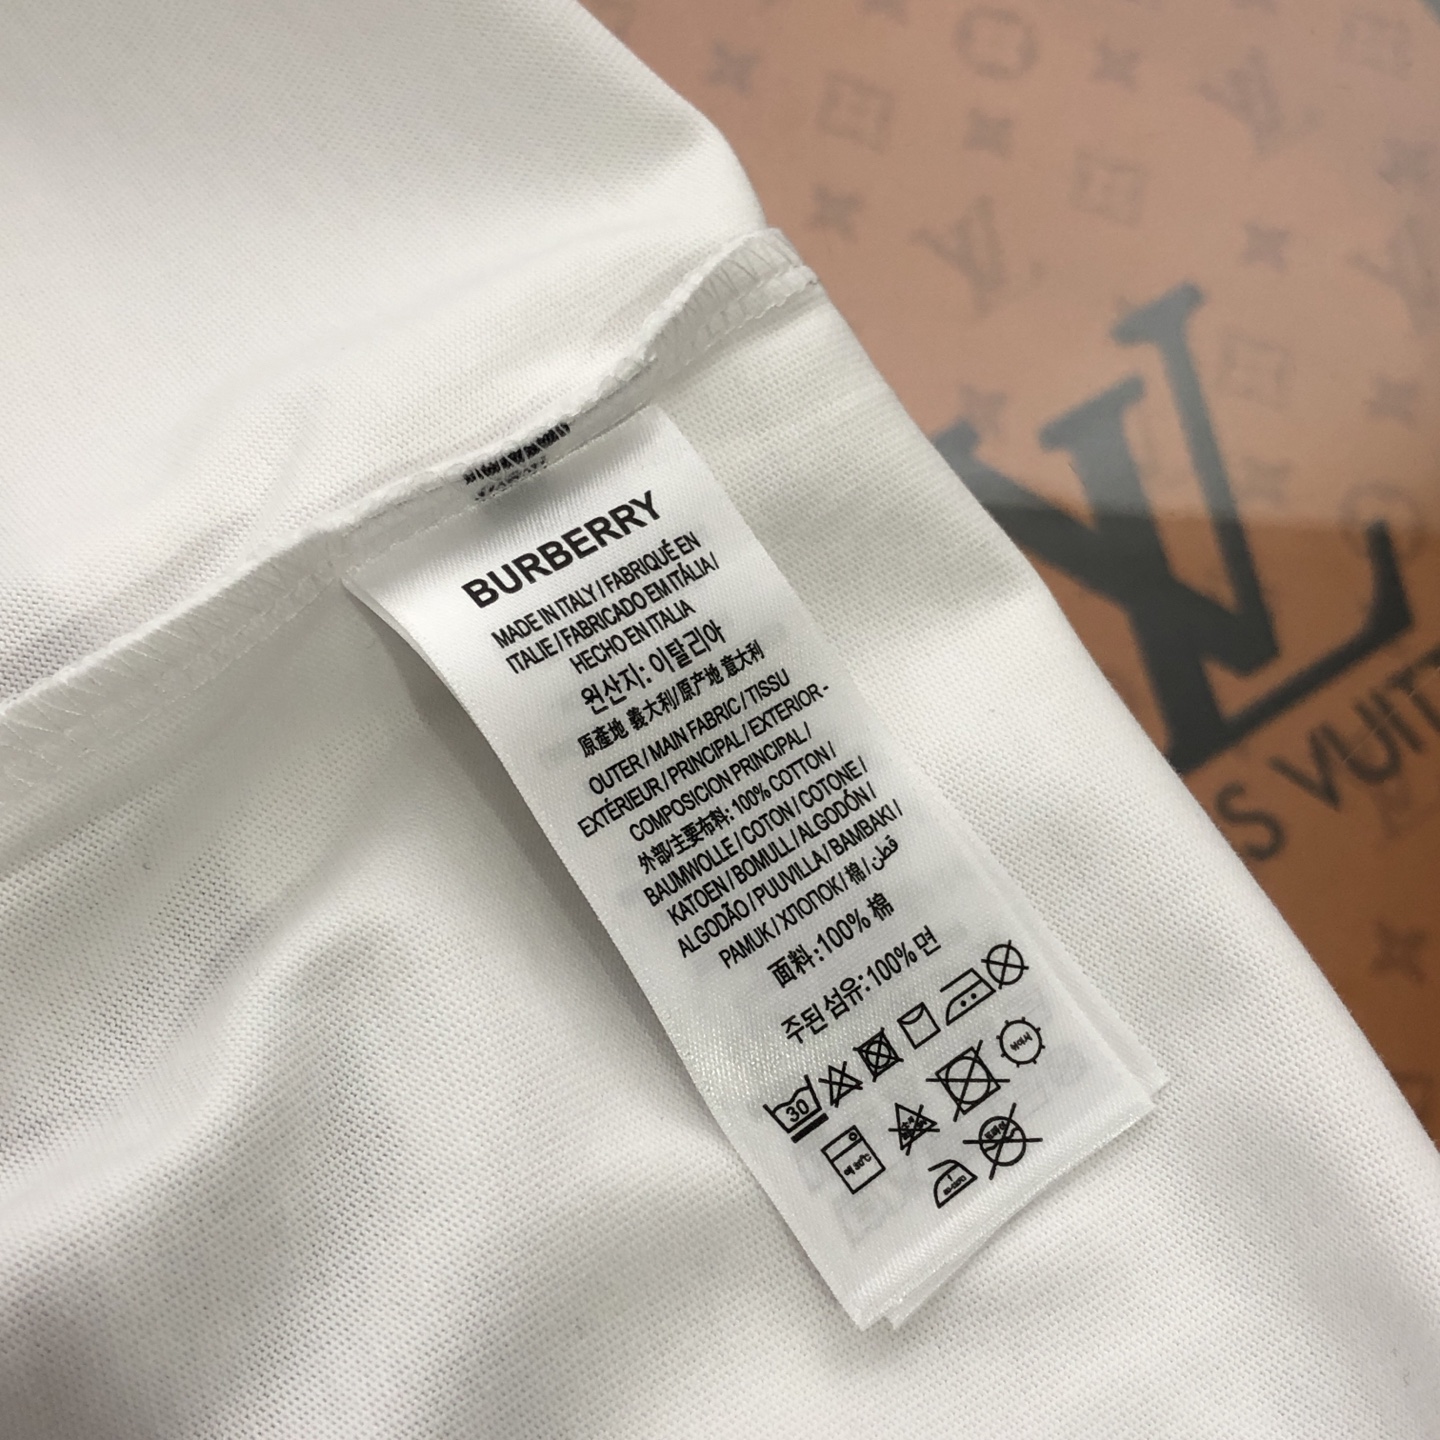 BURBERRY
MADE IN ITALY / FABRIQUÉ EN
ITALIE / FABRICADO EM ITÁLIA /
HECHO EN ITALIA
원산지: 이탈리아
原產地 義大利/原产地 意大利
OUTER / MAIN FABRIC / TISSU
EXTÉRIEUR / PRINCIPAL / EXTERIOR -
COMPOSICION PRINCIPAL /
外部/主要布料: 100% COTTON /
BAUMWOLLE / COTON / COTONE /
KATOEN / BOMULL / ALGODÓN /
ALGODÃO / PUUVILLA / BAMBAKI /
PAMUK / ХЛОПОК / 棉 / قطن
面料:100% 棉
주된 섬유:100% 면
30
VUIT